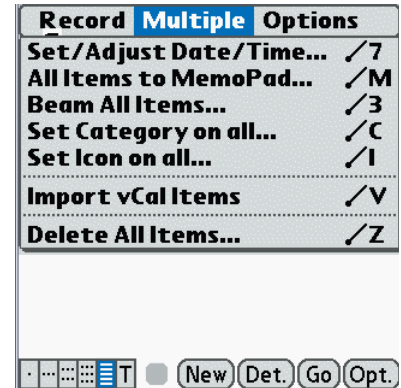 Record Multiple Options
Set/Adjust Date/Time... /7
All Items to MemoPad... /M
Beam All Items... /3
Set Category on all... /C
Set Icon on all... /I
Import vCal Items /V
Delete All Items... /Z
T New Det. Go Opt.